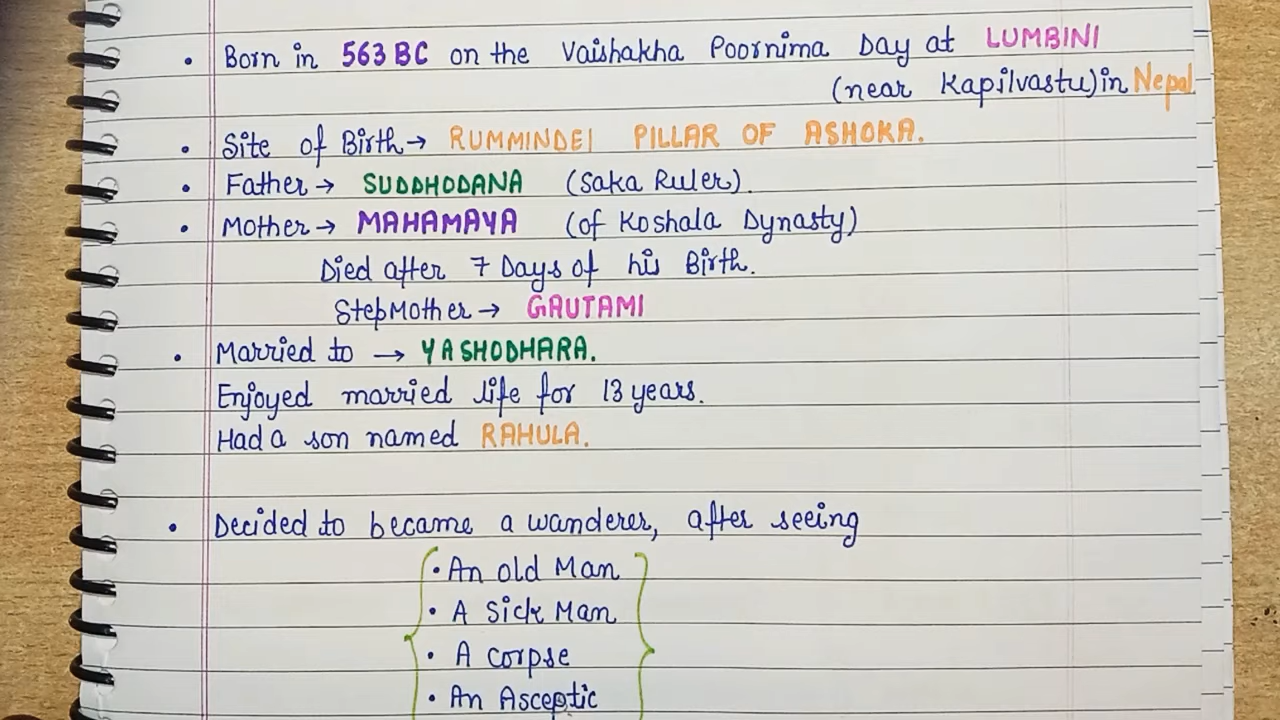 • Born in 563 BC on the Vaishakha Poornima Day at LUMBINI
(near Kapilvastu) in Nepal
• Site of Birth → RUMMINDEI PILLAR OF ASHOKA.
• Father → SUDDHODANA (Saka Ruler).
• Mother → MAHAMAYA (of Koshala Dynasty)
Died after 7 Days of his Birth.
StepMother → GAUTAMI
• Married to → YASHODHARA.
Enjoyed married life for 13 years.
Had a son named RAHULA.
• Decided to became a wanderer, after seeing
• An old Man
• A Sick Man
• A corpse
• An Asceptic